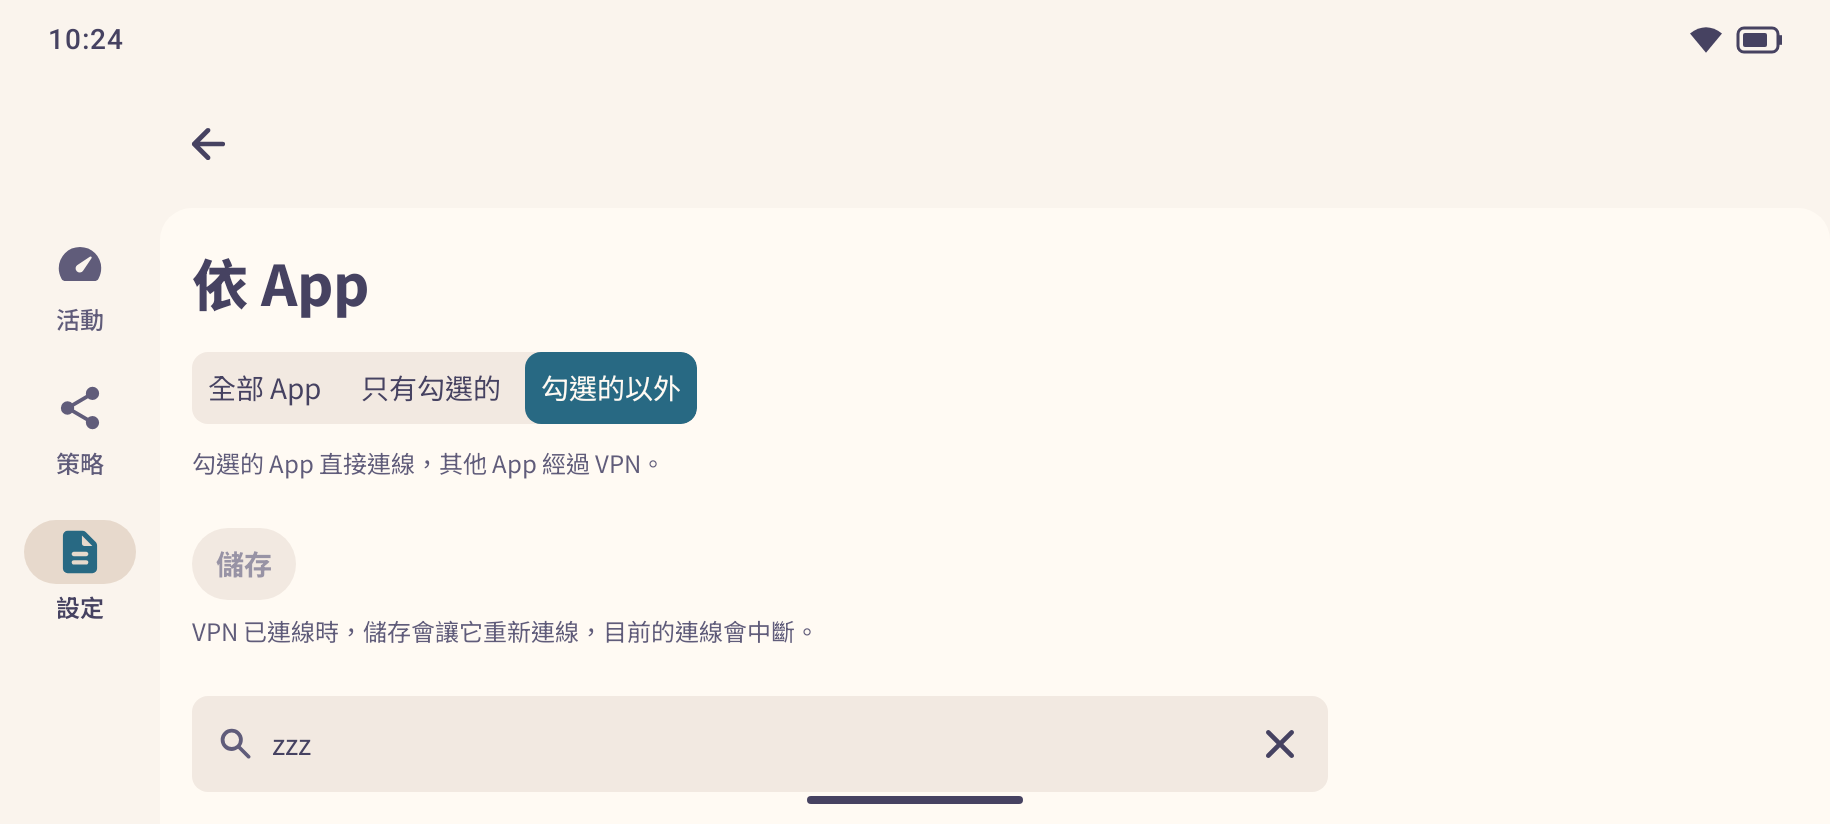 10:24
活動
策略
設定
依 App
全部 App 只有勾選的 勾選的以外
勾選的 App 直接連線，其他 App 經過 VPN。
儲存
VPN 已連線時，儲存會讓它重新連線，目前的連線會中斷。
zzz